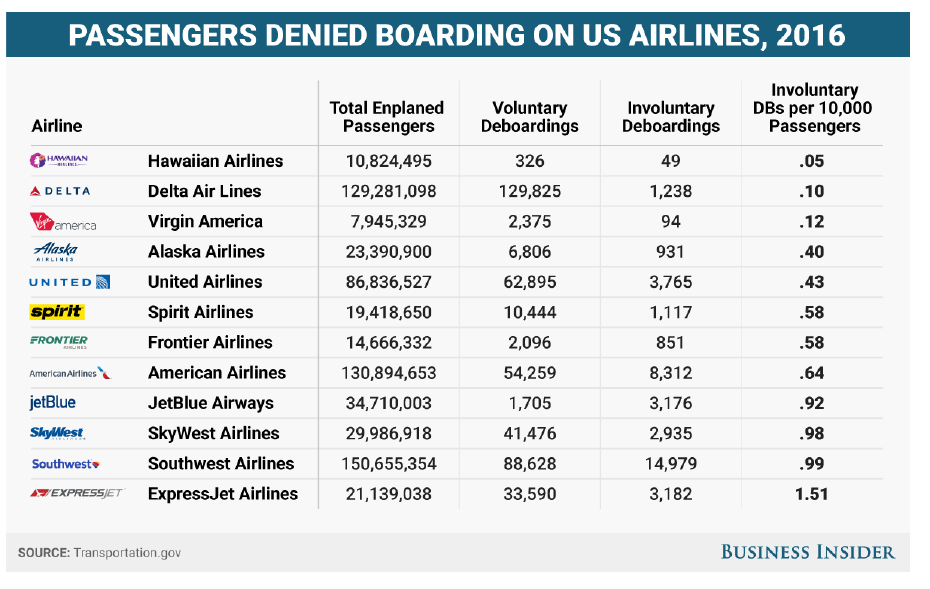 PASSENGERS DENIED BOARDING ON US AIRLINES, 2016
Airline
Total Enplaned
Passengers
Voluntary
Deboardings
Involuntary
Deboardings
Involuntary
DBs per 10,000
Passengers
HAWAIIAN AIRLINES Hawaiian Airlines 10,824,495 326 49 .05
DELTA Delta Air Lines 129,281,098 129,825 1,238 .10
Virgin america Virgin America 7,945,329 2,375 94 .12
Alaska AIRLINES Alaska Airlines 23,390,900 6,806 931 .40
UNITED United Airlines 86,836,527 62,895 3,765 .43
spirit Spirit Airlines 19,418,650 10,444 1,117 .58
FRONTIER AIRLINES Frontier Airlines 14,666,332 2,096 851 .58
American Airlines American Airlines 130,894,653 54,259 8,312 .64
jetBlue JetBlue Airways 34,710,003 1,705 3,176 .92
SkyWest SkyWest Airlines 29,986,918 41,476 2,935 .98
Southwest Southwest Airlines 150,655,354 88,628 14,979 .99
EXPRESSJET ExpressJet Airlines 21,139,038 33,590 3,182 1.51
SOURCE: Transportation.gov
BUSINESS INSIDER